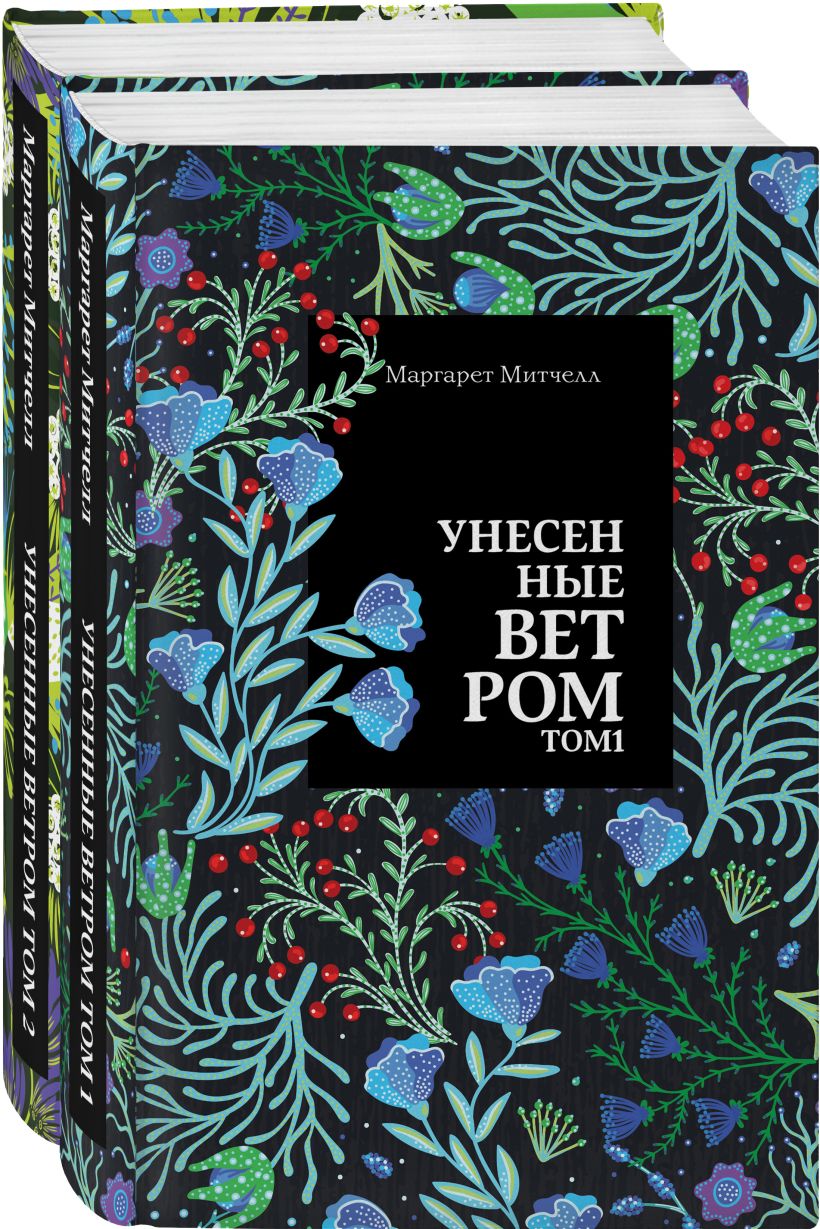 Маргарет Митчелл
УНЕСЕН
НЫЕ
ВЕТ
РОМ
ТОМ1
Маргарет Митчелл УНЕСЕННЫЕ ВЕТРОМ ТОМ 1
Маргарет Митчелл УНЕСЕННЫЕ ВЕТРОМ ТОМ 2